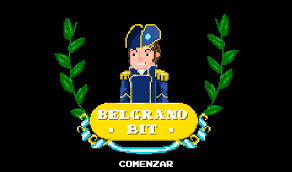 BELGRANO
· BIT ·
COMENZAR